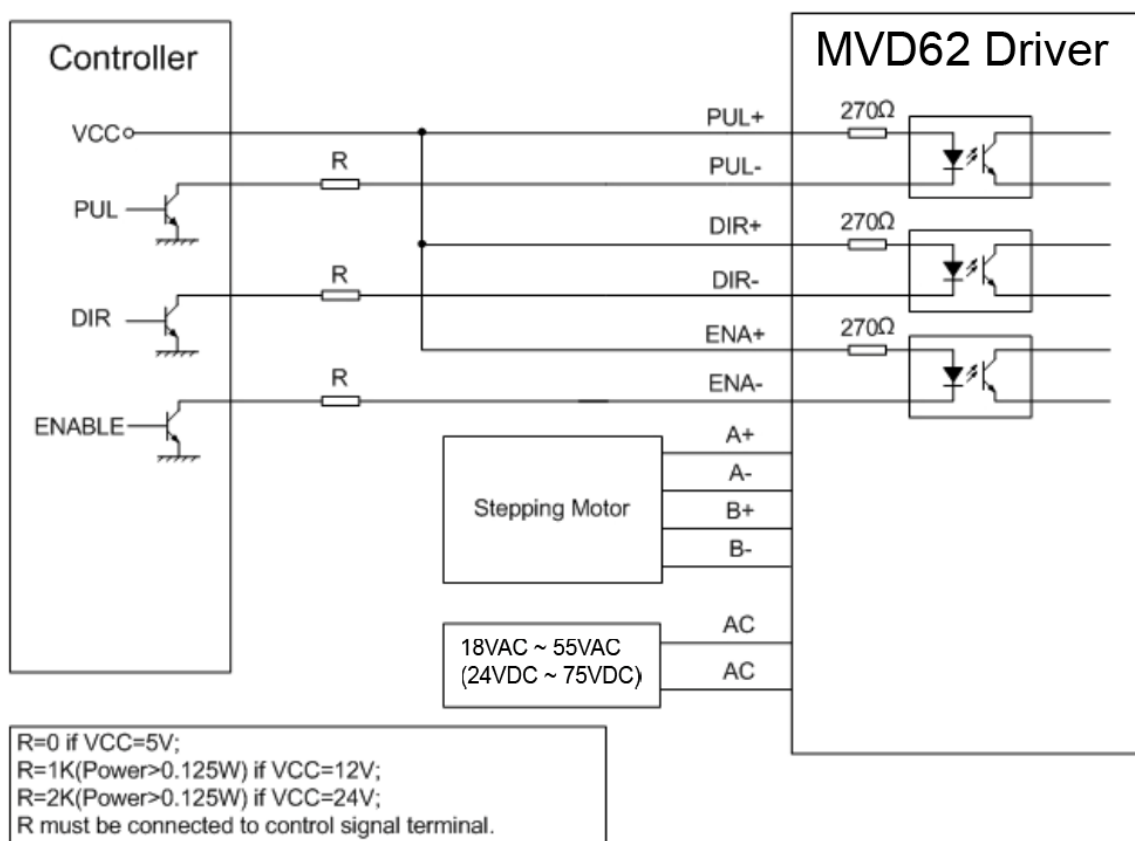 Controller
MVD62 Driver
VCC
PUL+
270Ω
R
PUL-
PUL
DIR+
270Ω
R
DIR-
DIR
ENA+
270Ω
R
ENA-
ENABLE
A+
A-
Stepping Motor
B+
B-
18VAC ~ 55VAC
(24VDC ~ 75VDC)
AC
AC
R=0 if VCC=5V;
R=1K(Power>0.125W) if VCC=12V;
R=2K(Power>0.125W) if VCC=24V;
R must be connected to control signal terminal.